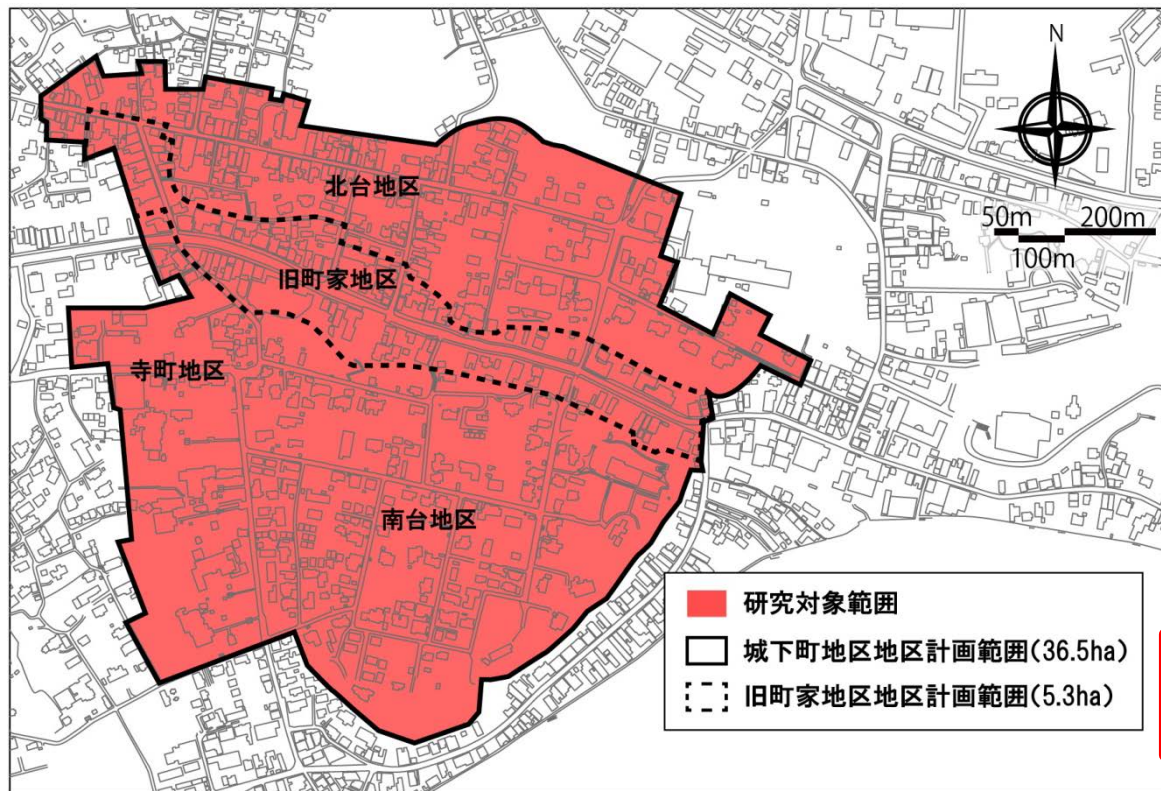 N
50m 200m
100m
北台地区
旧町家地区
寺町地区
南台地区
研究対象範囲
城下町地区地区計画範囲(36.5ha)
旧町家地区地区計画範囲(5.3ha)